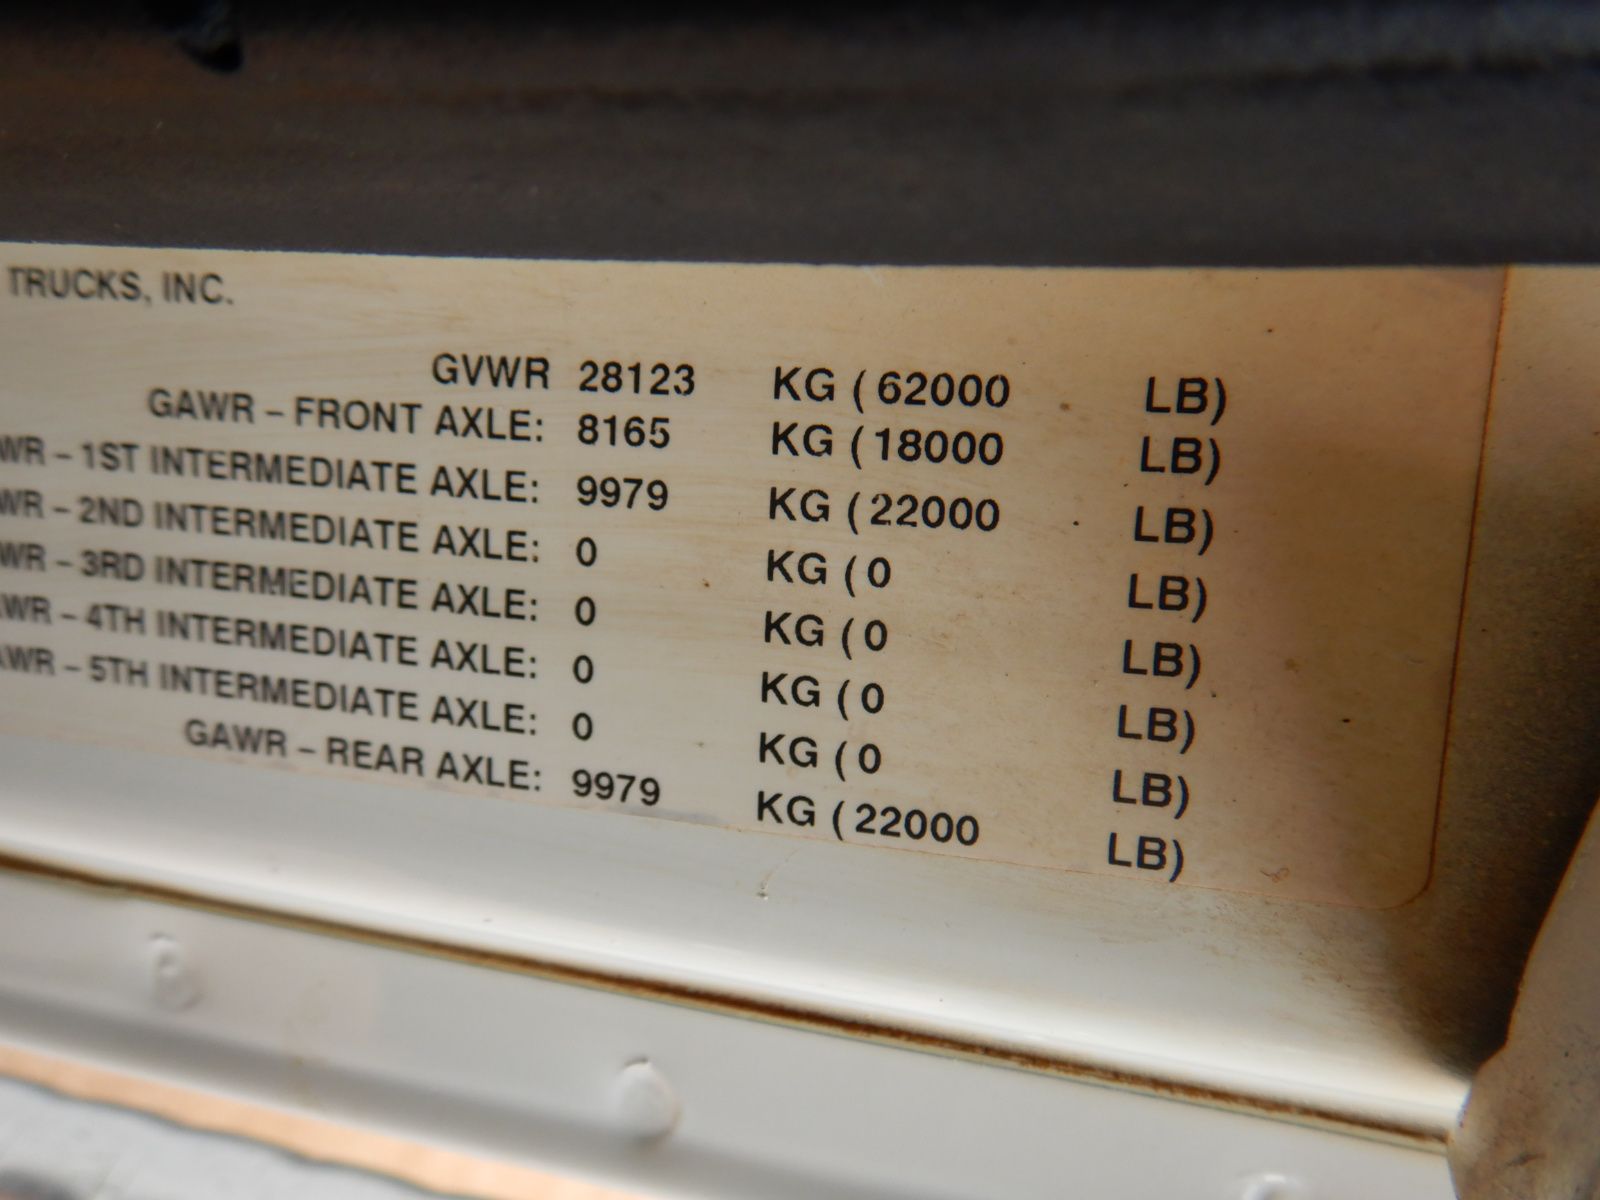 TRUCKS, INC.
GVWR 28123 KG (62000 LB)
GAWR – FRONT AXLE: 8165 KG (18000 LB)
WR – 1ST INTERMEDIATE AXLE: 9979 KG (22000 LB)
WR – 2ND INTERMEDIATE AXLE: 0 KG (0 LB)
WR – 3RD INTERMEDIATE AXLE: 0 KG (0 LB)
WR – 4TH INTERMEDIATE AXLE: 0 KG (0 LB)
WR – 5TH INTERMEDIATE AXLE: 0 KG (0 LB)
GAWR – REAR AXLE: 9979 KG (22000 LB)